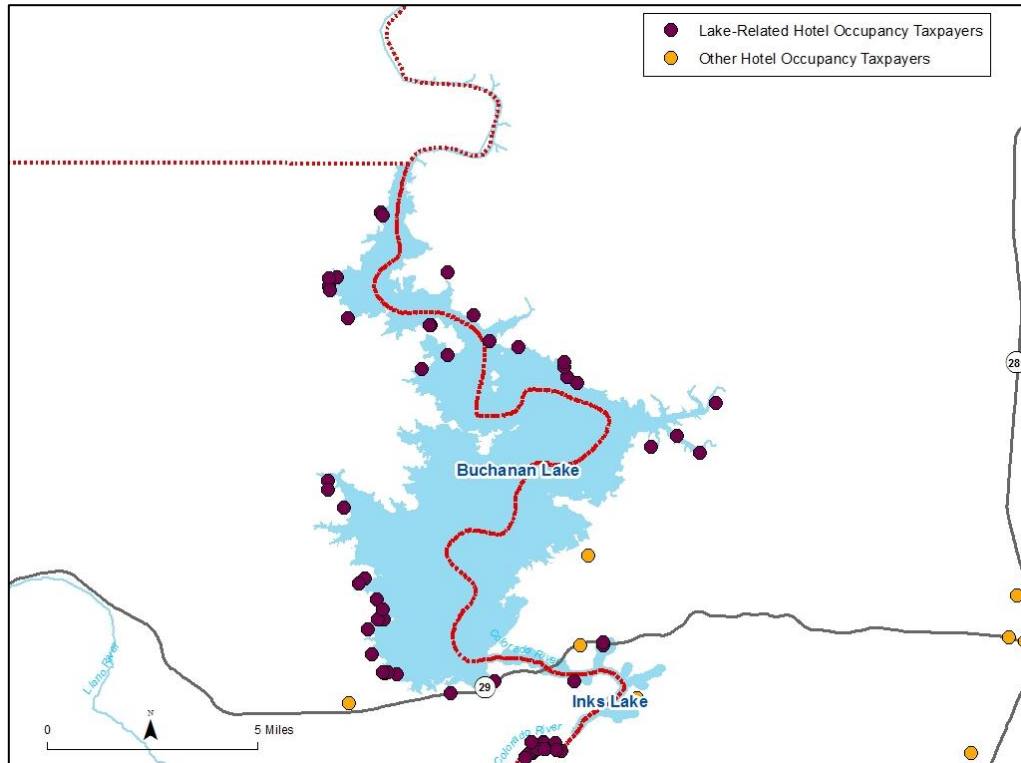 Lake-Related Hotel Occupancy Taxpayers
Other Hotel Occupancy Taxpayers
28
Buchanan Lake
Colorado River
Llano River
29
Inks Lake
N
0
5 Miles
Colorado River